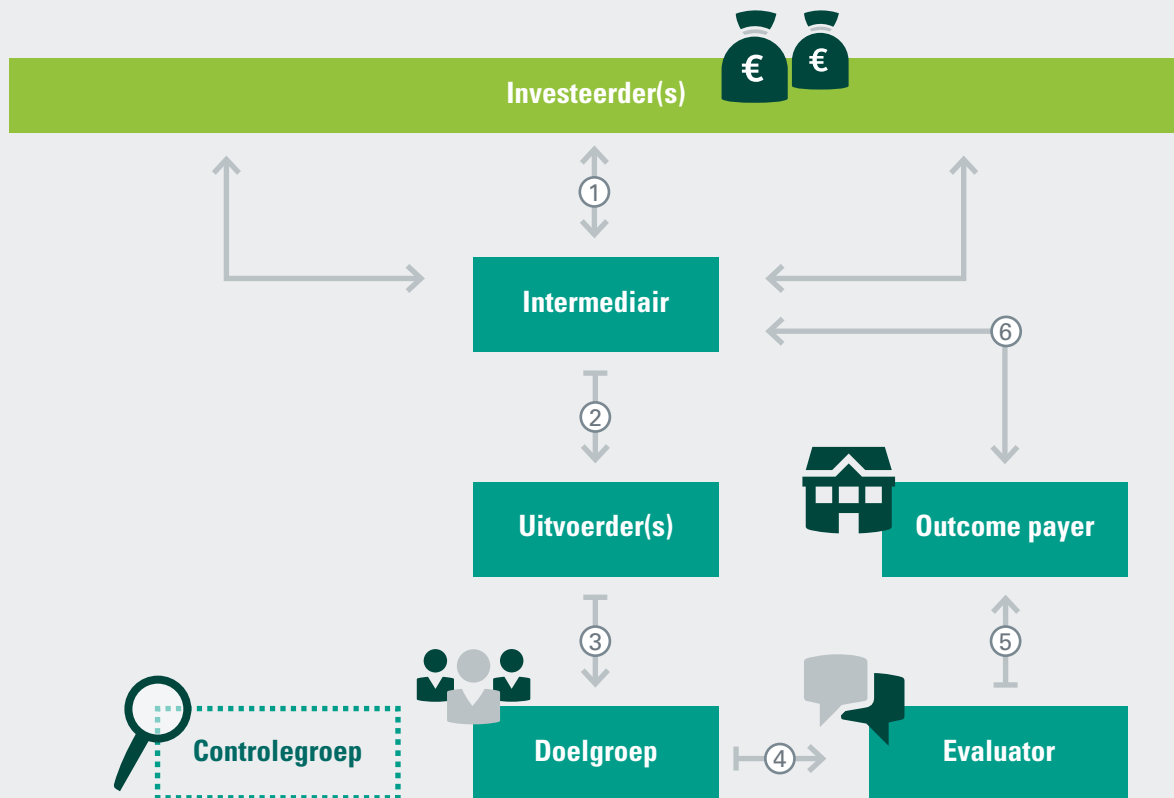 € €
Investeerder(s)
1
Intermediair
6
2
Uitvoerder(s)
Outcome payer
3
5
Controlegroep
Doelgroep
4
Evaluator